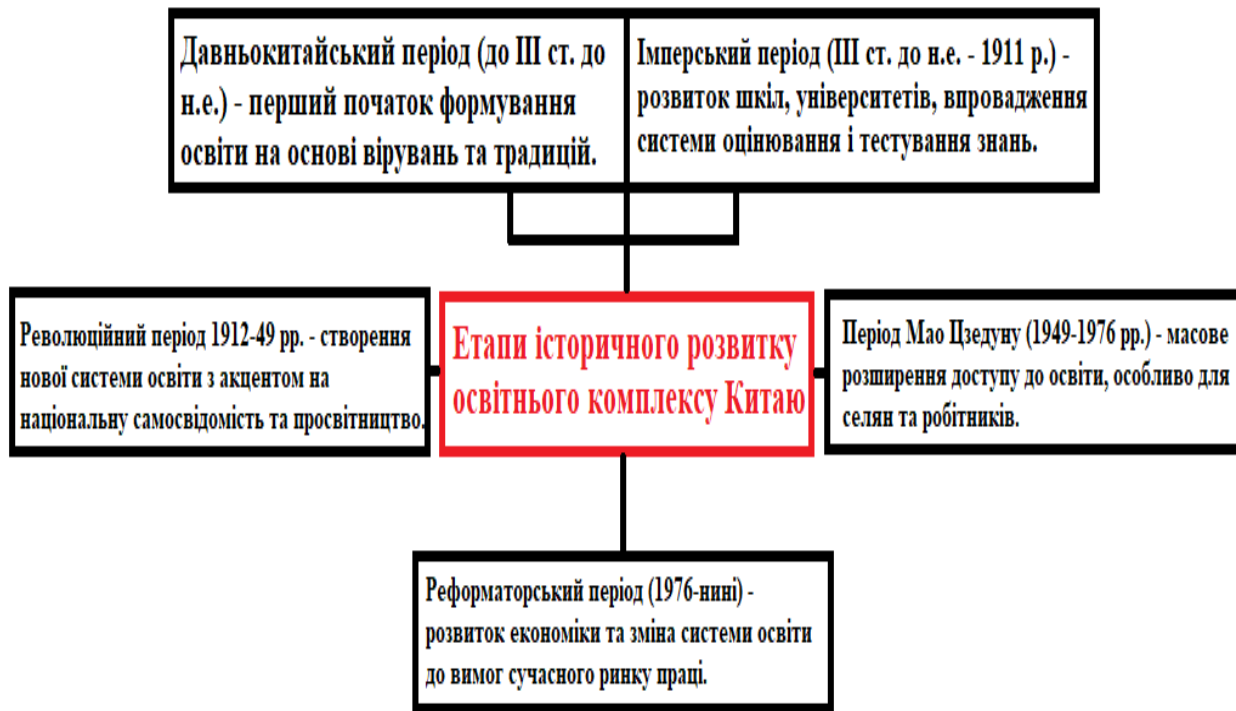 Давньокитайський період (до III ст. до
н.е.) - перший початок формування
освіти на основі вірувань та традицій.
Імперський період (III ст. до н.е. - 1911 р.) -
розвиток шкіл, університетів, впровадження
системи оцінювання і тестування знань.
Революційний період 1912-49 рр. - створення
нової системи освіти з акцентом на
національну самосвідомість та просвітництво.
Етапи історичного розвитку
освітнього комплексу Китаю
Період Мао Цзедуну (1949-1976 рр.) - масове
розширення доступу до освіти, особливо для
селян та робітників.
Реформаторський період (1976-нині) -
розвиток економіки та зміна системи освіти
до вимог сучасного ринку праці.